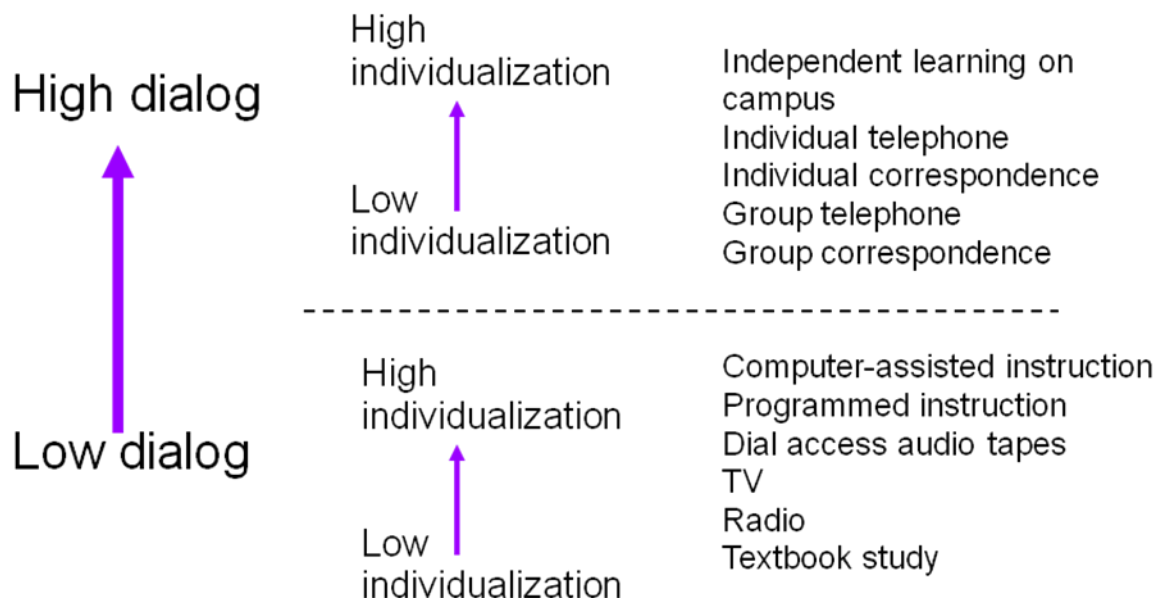 High dialog
Low dialog
High
individualization
Low
individualization
Independent learning on
campus
Individual telephone
Individual correspondence
Group telephone
Group correspondence
High
individualization
Low
individualization
Computer-assisted instruction
Programmed instruction
Dial access audio tapes
TV
Radio
Textbook study